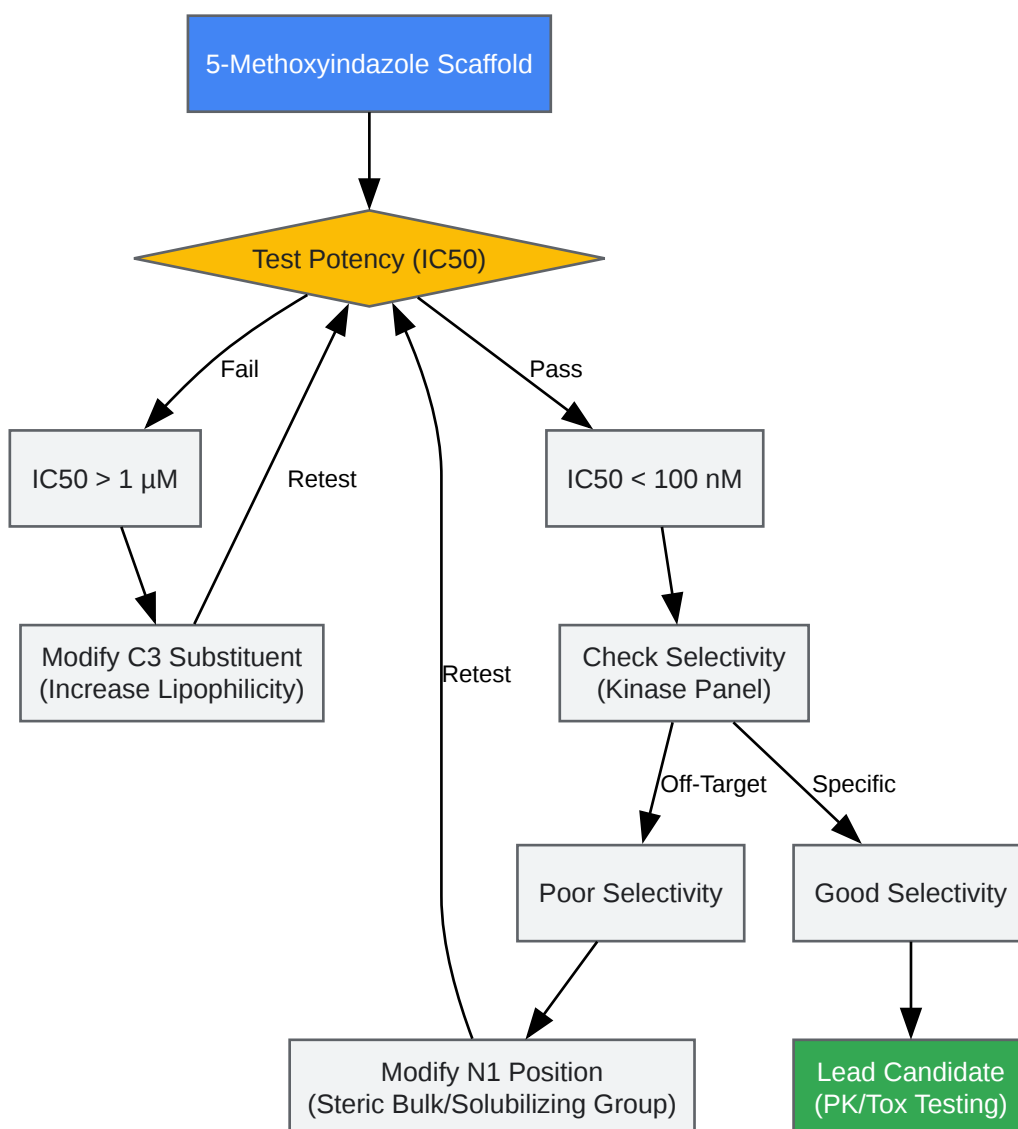 5-Methoxyindazole Scaffold
Test Potency (IC50)
Fail
Pass
IC50 > 1 µM
Retest
IC50 < 100 nM
Modify C3 Substituent
(Increase Lipophilicity)
Retest
Check Selectivity
(Kinase Panel)
Off-Target
Specific
Poor Selectivity
Good Selectivity
Modify N1 Position
(Steric Bulk/Solubilizing Group)
Lead Candidate
(PK/Tox Testing)